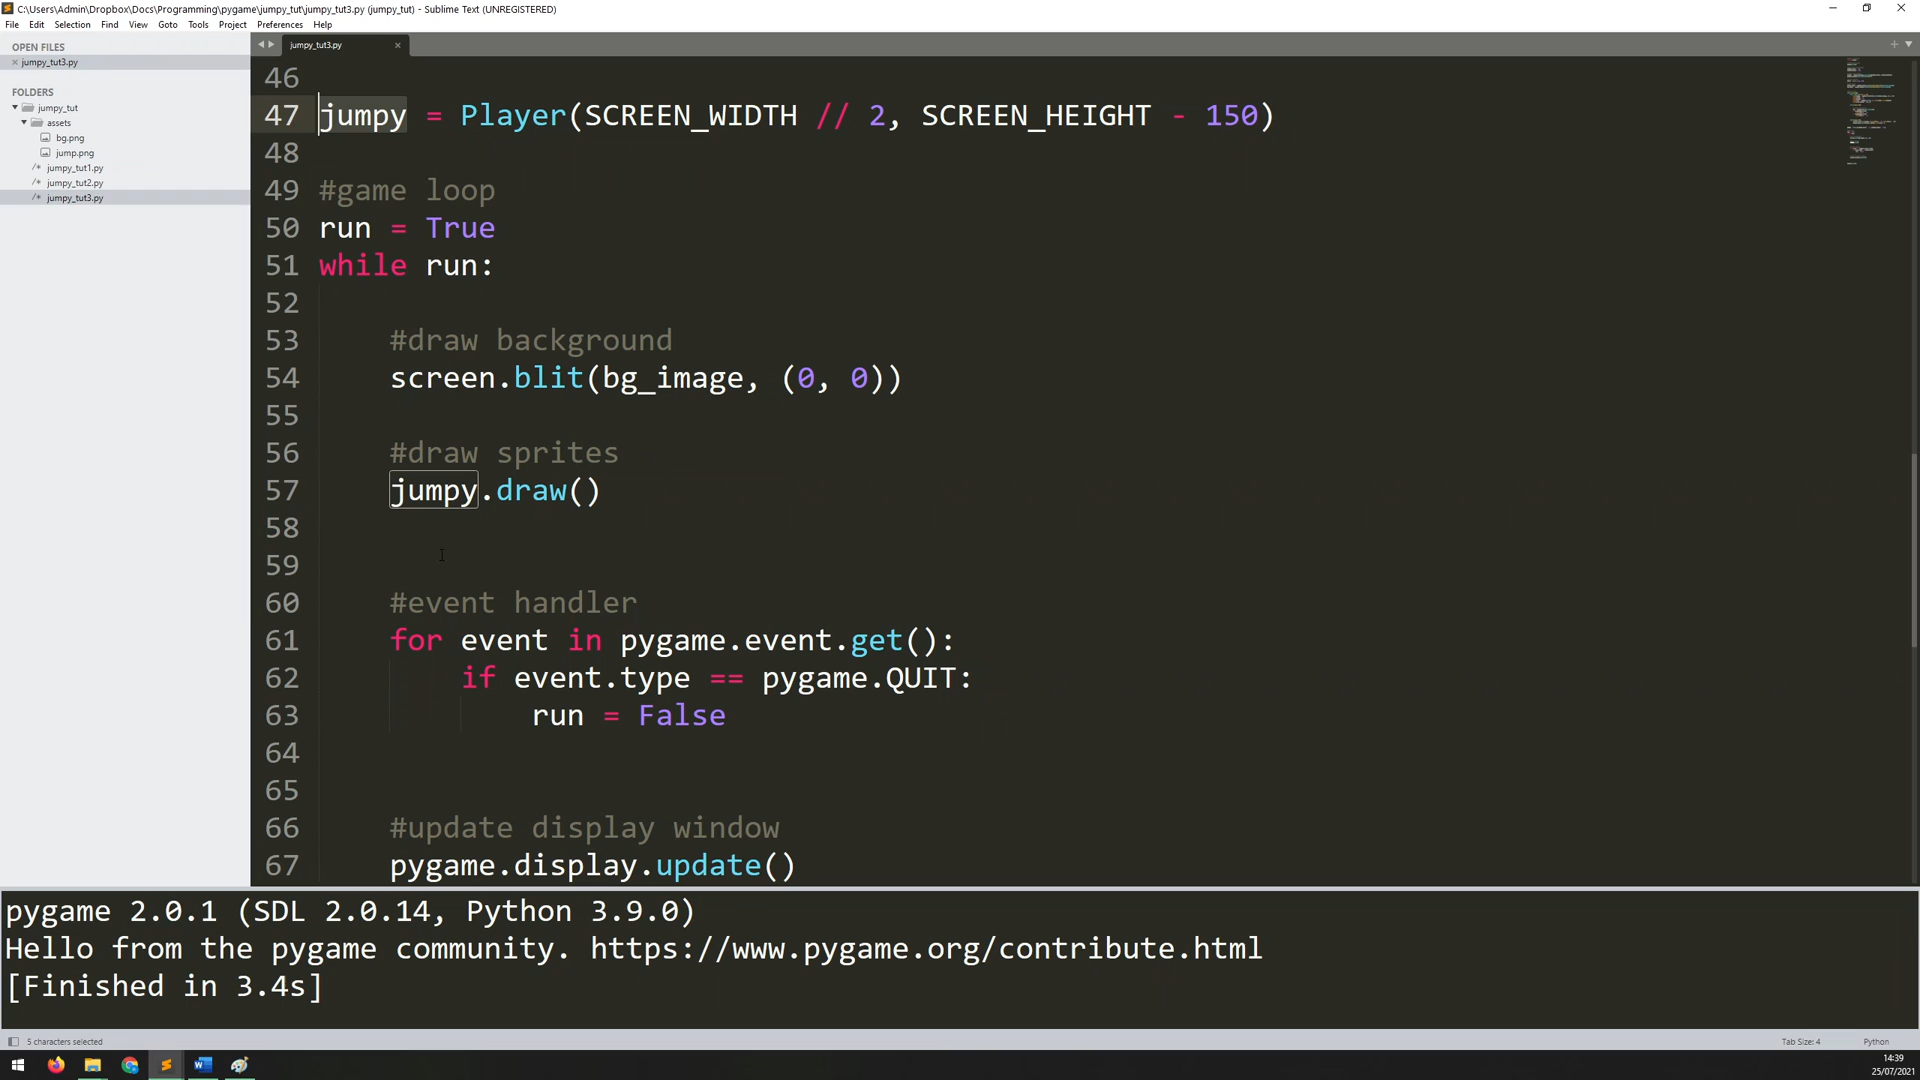 C:\Users\Admin\Dropbox\Docs\Programming\pygame\jumpy_tut\jumpy_tut3.py (jumpy_tut) - Sublime Text (UNREGISTERED)
File Edit Selection Find View Goto Tools Project Preferences Help
OPEN FILES
jumpy_tut3.py
FOLDERS
jumpy_tut
assets
bg.png
jump.png
/* jumpy_tut1.py
/* jumpy_tut2.py
/* jumpy_tut3.py
jumpy_tut3.py
46
47 jumpy = Player(SCREEN_WIDTH // 2, SCREEN_HEIGHT - 150)
48
49 #game loop
50 run = True
51 while run:
52
53 #draw background
54 screen.blit(bg_image, (0, 0))
55
56 #draw sprites
57 jumpy.draw()
58
59
60 #event handler
61 for event in pygame.event.get():
62 if event.type == pygame.QUIT:
63 run = False
64
65
66 #update display window
67 pygame.display.update()
pygame 2.0.1 (SDL 2.0.14, Python 3.9.0)
Hello from the pygame community. https://www.pygame.org/contribute.html
[Finished in 3.4s]
5 characters selected
Tab Size: 4
Python
14:39
25/07/2021